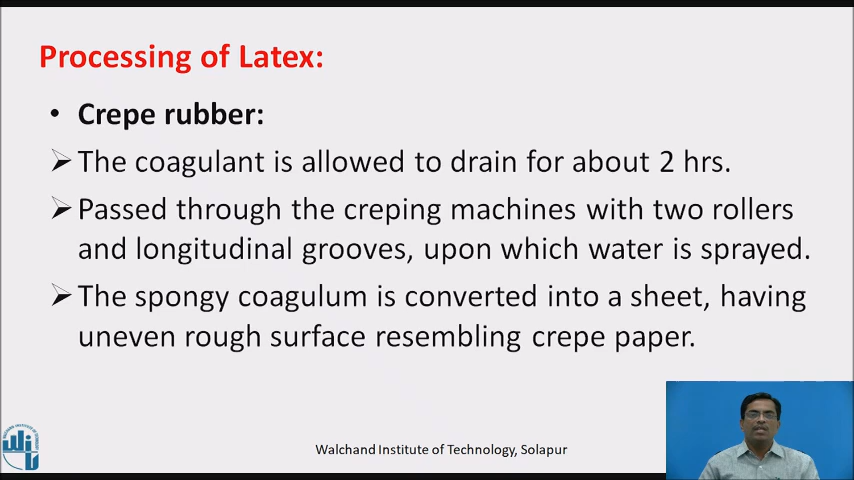 Processing of Latex:
• Crepe rubber:
➢ The coagulant is allowed to drain for about 2 hrs.
➢ Passed through the creping machines with two rollers
and longitudinal grooves, upon which water is sprayed.
➢ The spongy coagulum is converted into a sheet, having
uneven rough surface resembling crepe paper.
Walchand Institute of Technology, Solapur